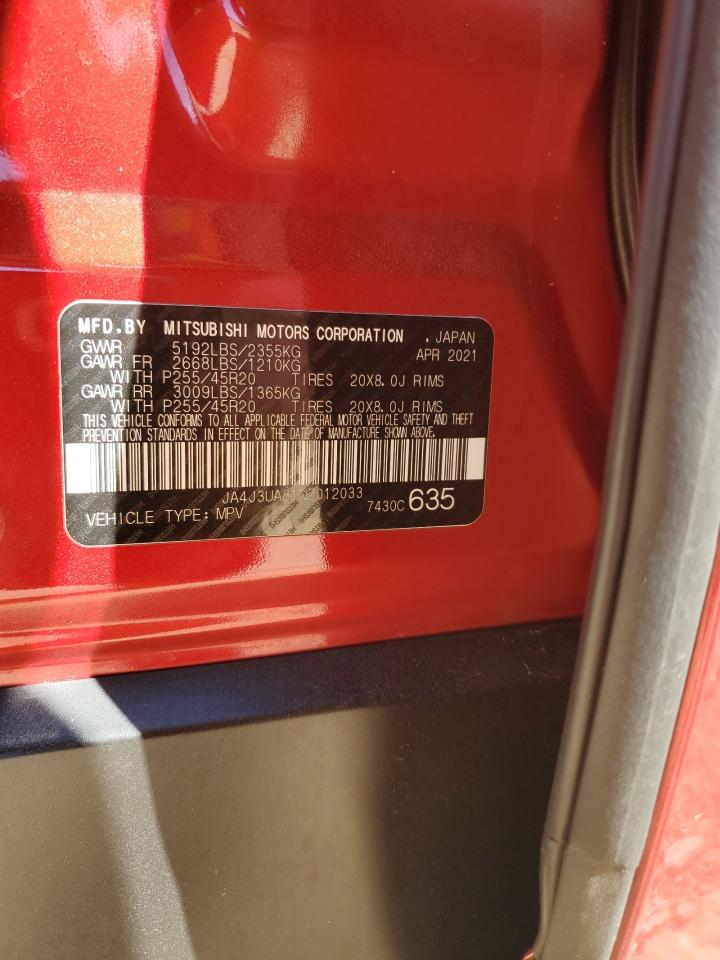 MFD.BY MITSUBISHI MOTORS CORPORATION . JAPAN
GVWR 5192LBS/2355KG APR 2021
GAWR FR 2668LBS/1210KG
WITH P255/45R20 TIRES 20X8.0J RIMS
GAWR RR 3009LBS/1365KG
WITH P255/45R20 TIRES 20X8.0J RIMS
THIS VEHICLE CONFORMS TO ALL APPLICABLE FEDERAL MOTOR VEHICLE SAFETY AND THEFT
PREVENTION STANDARDS IN EFFECT ON THE DATE OF MANUFACTURE SHOWN ABOVE.
JA4J3UA81NZ012033
VEHICLE TYPE: MPV 7430C 635